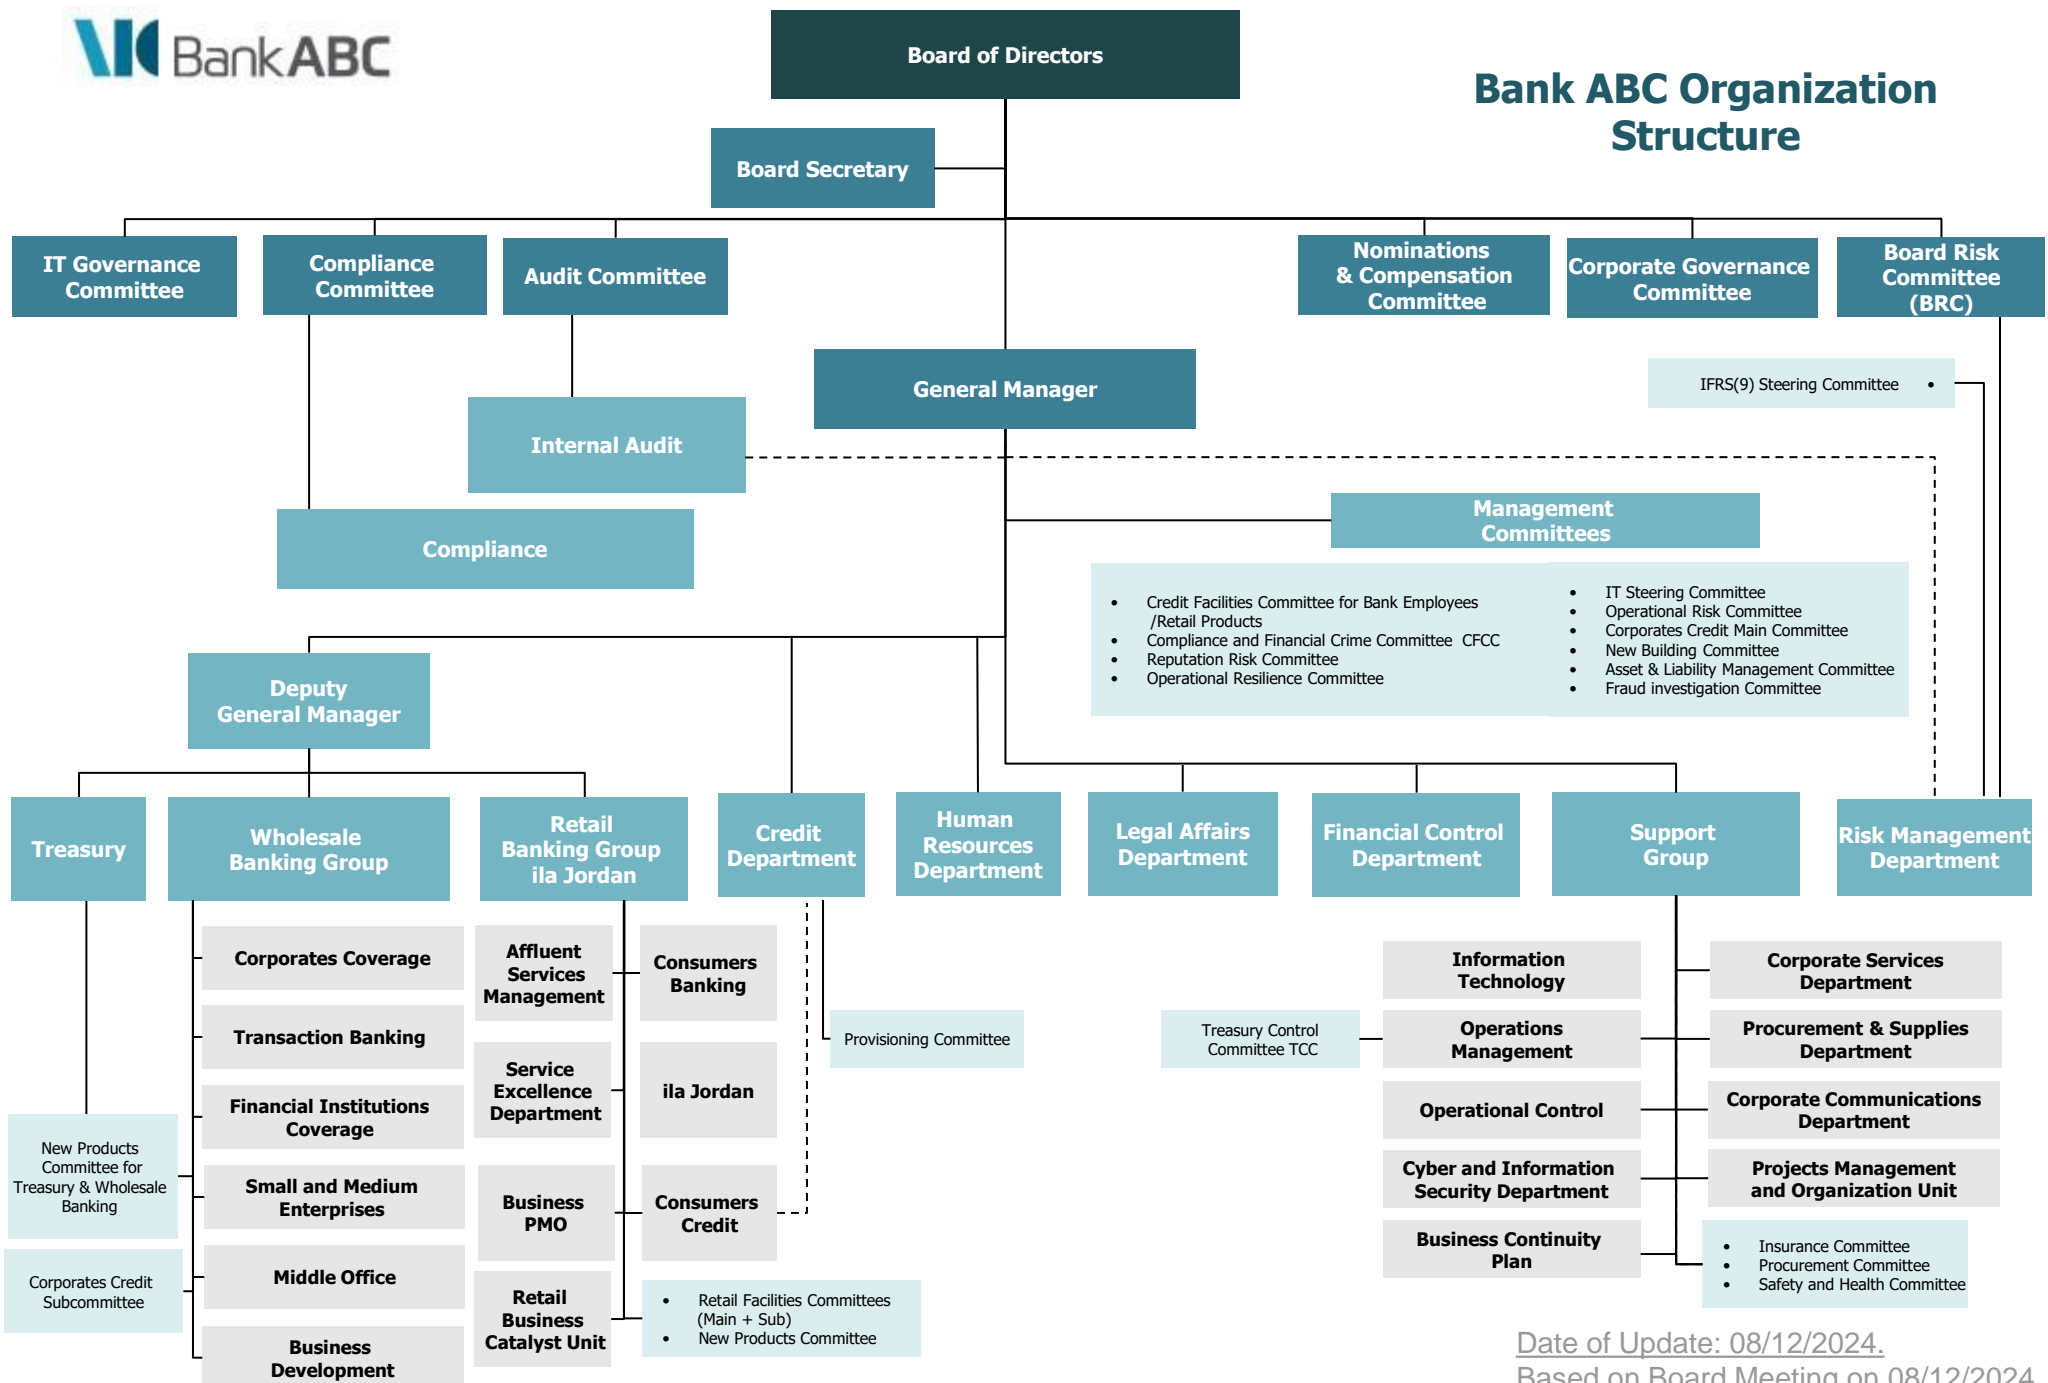 BankABC
Board of Directors
Bank ABC Organization
Structure
Board Secretary
IT Governance
Committee
Compliance
Committee
Audit Committee
Nominations
& Compensation
Committee
Corporate Governance
Committee
Board Risk
Committee
(BRC)
General Manager
IFRS(9) Steering Committee •
Internal Audit
Management
Committees
Compliance
• Credit Facilities Committee for Bank Employees
/Retail Products
• Compliance and Financial Crime Committee CFCC
• Reputation Risk Committee
• Operational Resilience Committee
• IT Steering Committee
• Operational Risk Committee
• Corporates Credit Main Committee
• New Building Committee
• Asset & Liability Management Committee
• Fraud investigation Committee
Deputy
General Manager
Treasury
Wholesale
Banking Group
Retail
Banking Group
ila Jordan
Credit
Department
Human
Resources
Department
Legal Affairs
Department
Financial Control
Department
Support
Group
Risk Management
Department
Corporates Coverage
Transaction Banking
Financial Institutions
Coverage
Small and Medium
Enterprises
Middle Office
Business
Development
New Products
Committee for
Treasury & Wholesale
Banking
Corporates Credit
Subcommittee
Affluent
Services
Management
Consumers
Banking
Service
Excellence
Department
ila Jordan
Business
PMO
Consumers
Credit
Retail
Business
Catalyst Unit
• Retail Facilities Committees
(Main + Sub)
• New Products Committee
Provisioning Committee
Treasury Control
Committee TCC
Information
Technology
Corporate Services
Department
Operations
Management
Procurement & Supplies
Department
Operational Control
Corporate Communications
Department
Cyber and Information
Security Department
Projects Management
and Organization Unit
Business Continuity
Plan
• Insurance Committee
• Procurement Committee
• Safety and Health Committee
Date of Update: 08/12/2024.
Based on Board Meeting on 08/12/2024